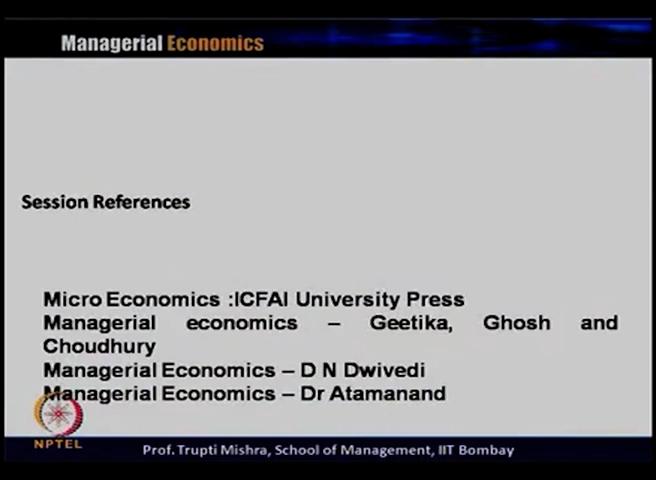 Managerial Economics
Session References
Micro Economics :ICFAI University Press
Managerial economics – Geetika, Ghosh and
Choudhury
Managerial Economics – D N Dwivedi
Managerial Economics – Dr Atamanand
NPTEL
Prof. Trupti Mishra, School of Management, IIT Bombay